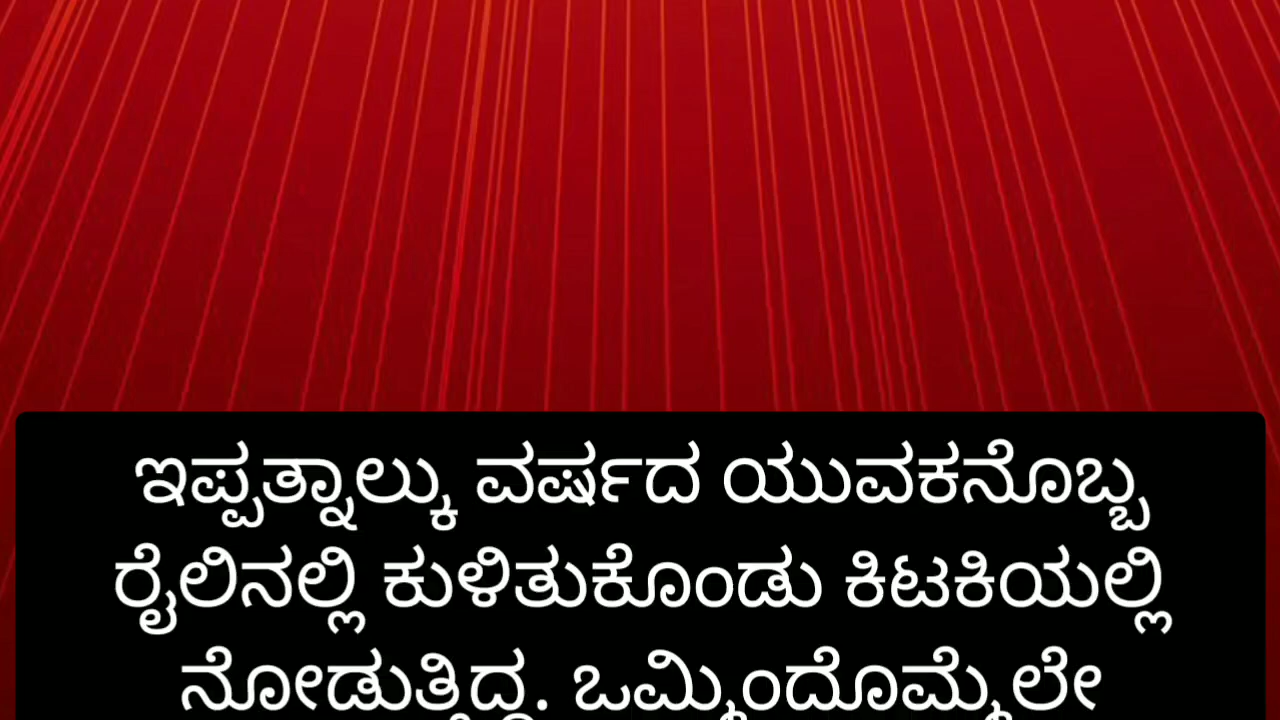 ಇಪ್ಪತ್ನಾಲ್ಕು ವರ್ಷದ ಯುವಕನೊಬ್ಬ
ರೈಲಿನಲ್ಲಿ ಕುಳಿತುಕೊಂಡು ಕಿಟಕಿಯಲ್ಲಿ
ನೋಡುತ್ತಿದ್ದ. ಒಮ್ಮಿಂದೊಮ್ಮೆಲೇ